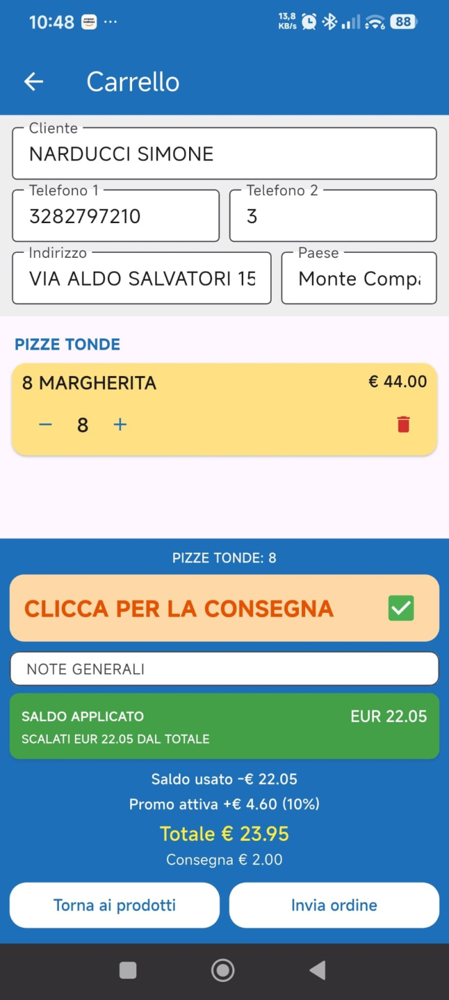 10:48
13,8
KB/s
88
Carrello
Cliente
NARDUCCI SIMONE
Telefono 1
Telefono 2
3282797210
3
Indirizzo
Paese
VIA ALDO SALVATORI 15
Monte Comp
PIZZE TONDE
8 MARGHERITA
€ 44.00
− 8 +
PIZZE TONDE: 8
CLICCA PER LA CONSEGNA
NOTE GENERALI
SALDO APPLICATO
EUR 22.05
SCALATI EUR 22.05 DAL TOTALE
Saldo usato -€ 22.05
Promo attiva +€ 4.60 (10%)
Totale € 23.95
Consegna € 2.00
Torna ai prodotti
Invia ordine